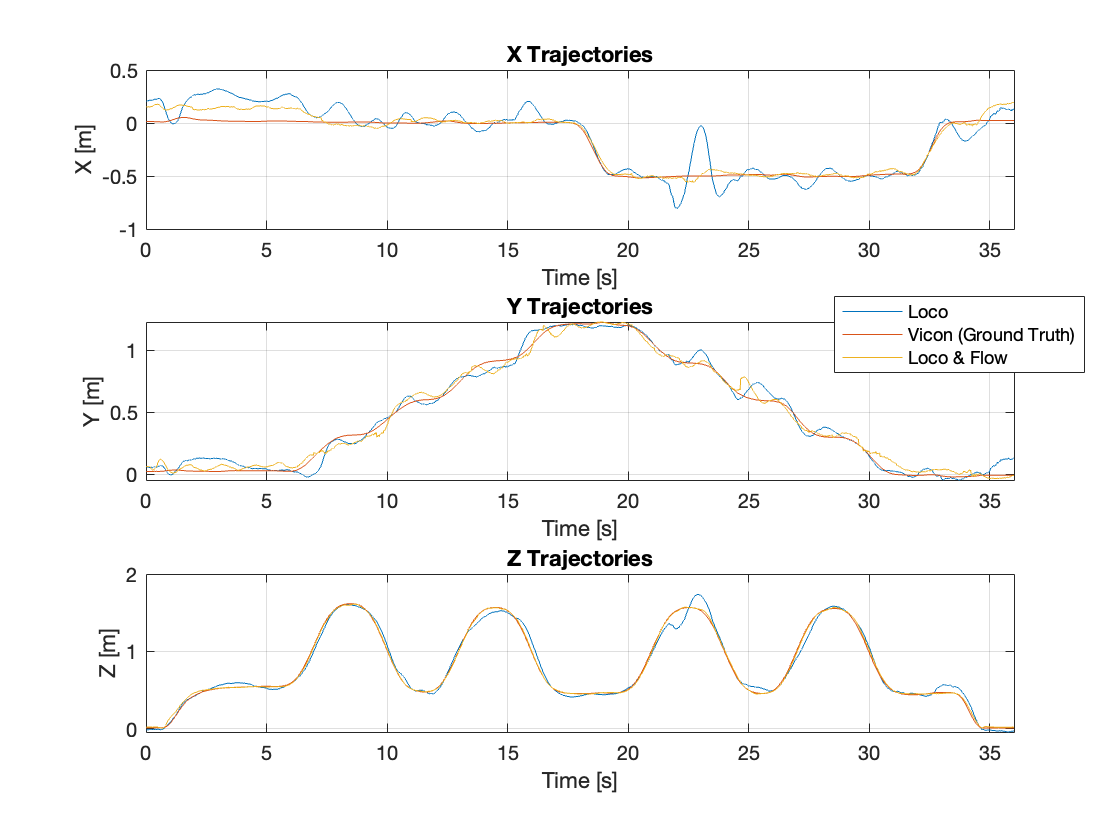 X Trajectories
0.5
0
-0.5
-1
X [m]
0 5 10 15 20 25 30 35
Time [s]
Y Trajectories
Loco
Vicon (Ground Truth)
Loco & Flow
1
0.5
0
Y [m]
0 5 10 15 20 25 30 35
Time [s]
Z Trajectories
2
1
0
Z [m]
0 5 10 15 20 25 30 35
Time [s]